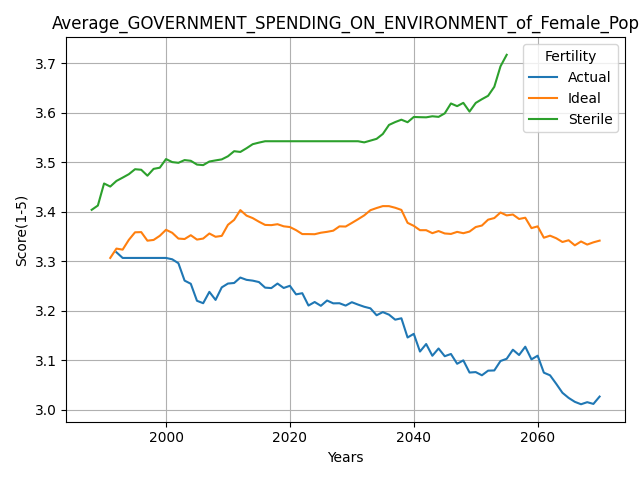 Average_GOVERNMENT_SPENDING_ON_ENVIRONMENT_of_Female_Pop
Fertility
Actual
Ideal
Sterile
Score(1-5)
3.7
3.6
3.5
3.4
3.3
3.2
3.1
3.0
2000 2020 2040 2060
Years